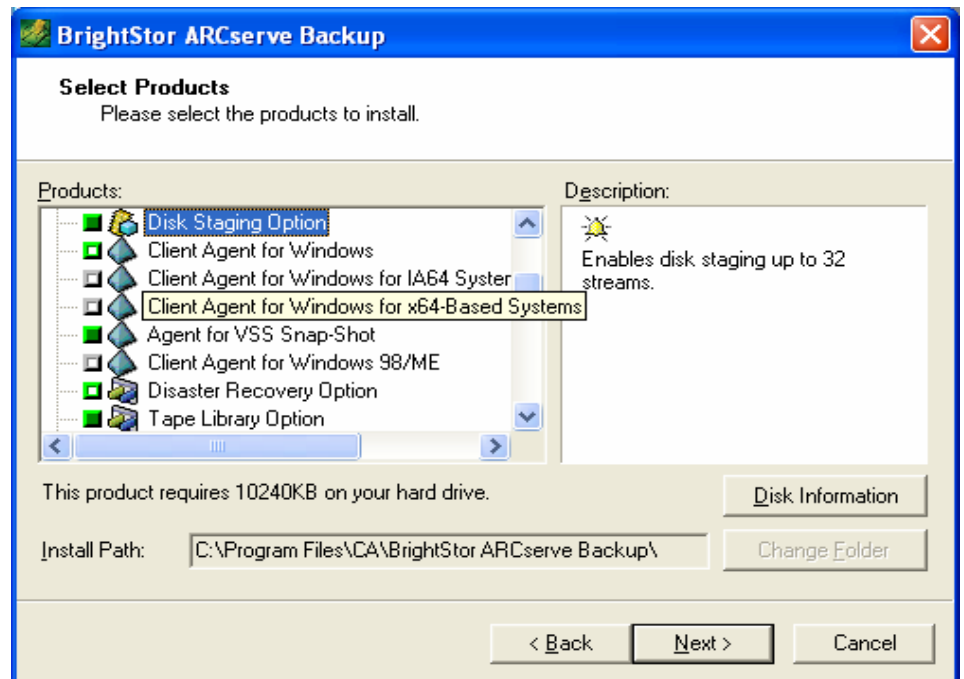 BrightStor ARCserve Backup
Select Products
Please select the products to install.
Products:
Disk Staging Option
Client Agent for Windows
Client Agent for Windows for IA64 Syster
Client Agent for Windows for x64-Based Systems
Agent for VSS Snap-Shot
Client Agent for Windows 98/ME
Disaster Recovery Option
Tape Library Option
Description:
Enables disk staging up to 32
streams.
This product requires 10240KB on your hard drive.
Disk Information
Install Path: C:\Program Files\CA\BrightStor ARCserve Backup\
Change Folder
< Back Next > Cancel